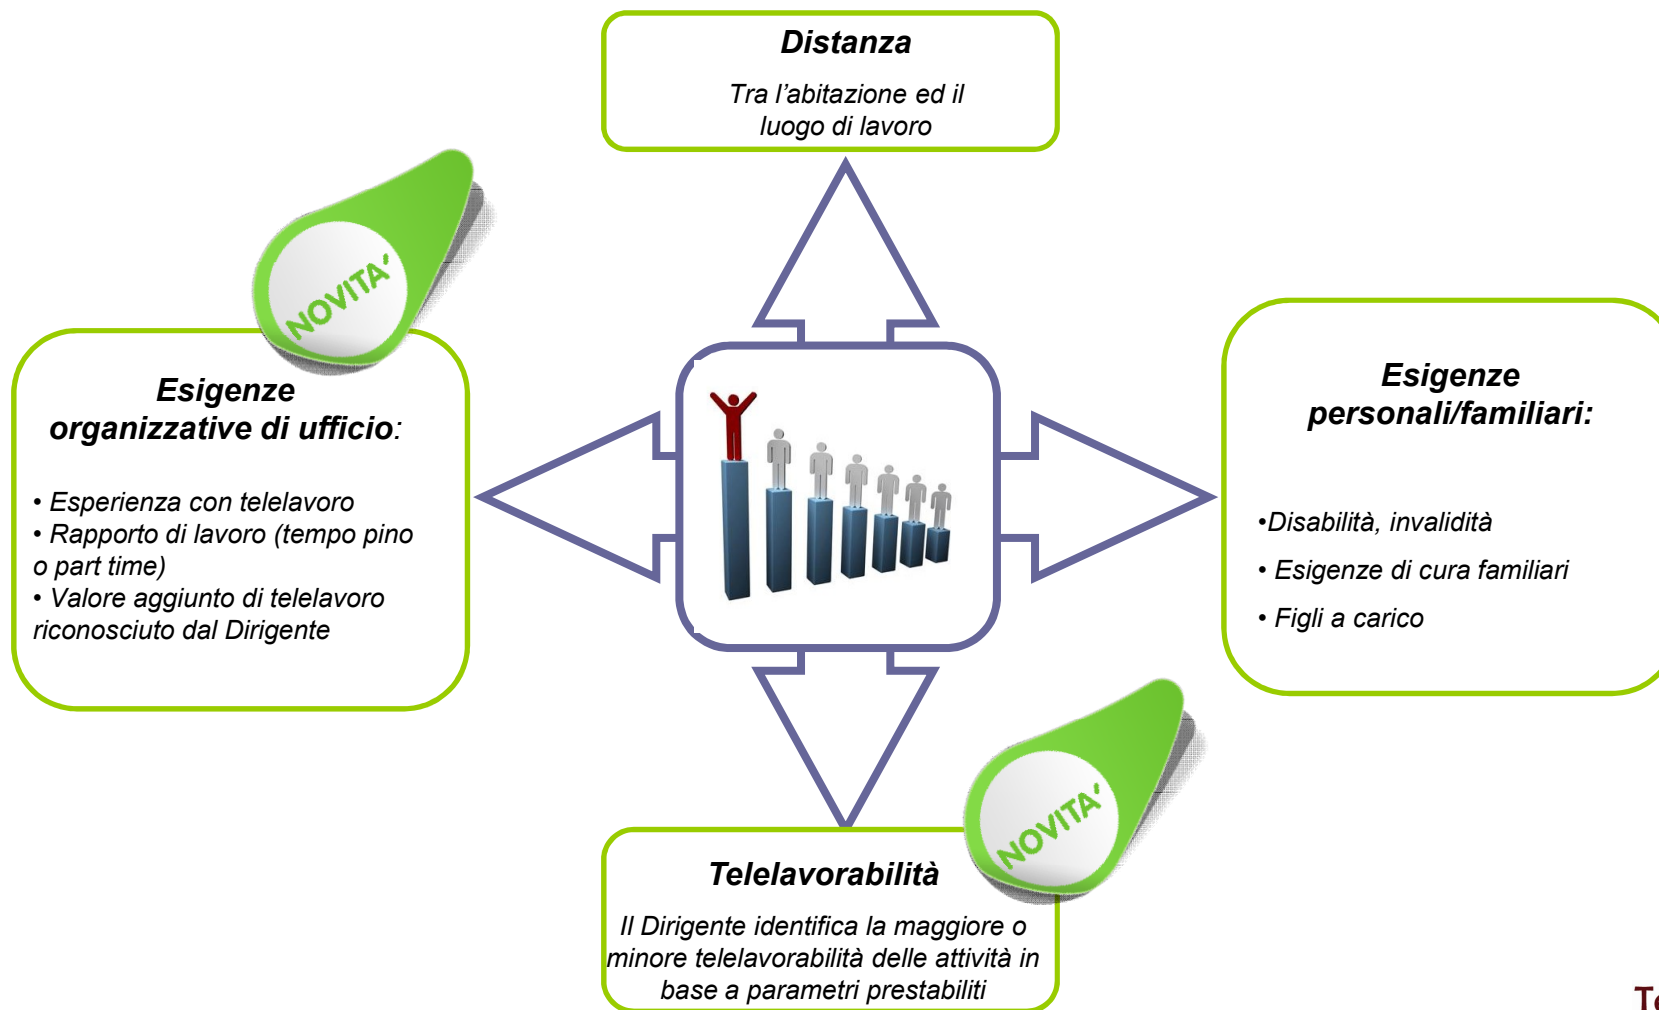 Distanza
Tra l'abitazione ed il
luogo di lavoro
NOVITA'
Esigenze
organizzative di ufficio:
• Esperienza con telelavoro
• Rapporto di lavoro (tempo pino
o part time)
• Valore aggiunto di telelavoro
riconosciuto dal Dirigente
Esigenze
personali/familiari:
•Disabilità, invalidità
• Esigenze di cura familiari
• Figli a carico
NOVITA'
Telelavorabilità
Il Dirigente identifica la maggiore o
minore telelavorabilità delle attività in
base a parametri prestabiliti